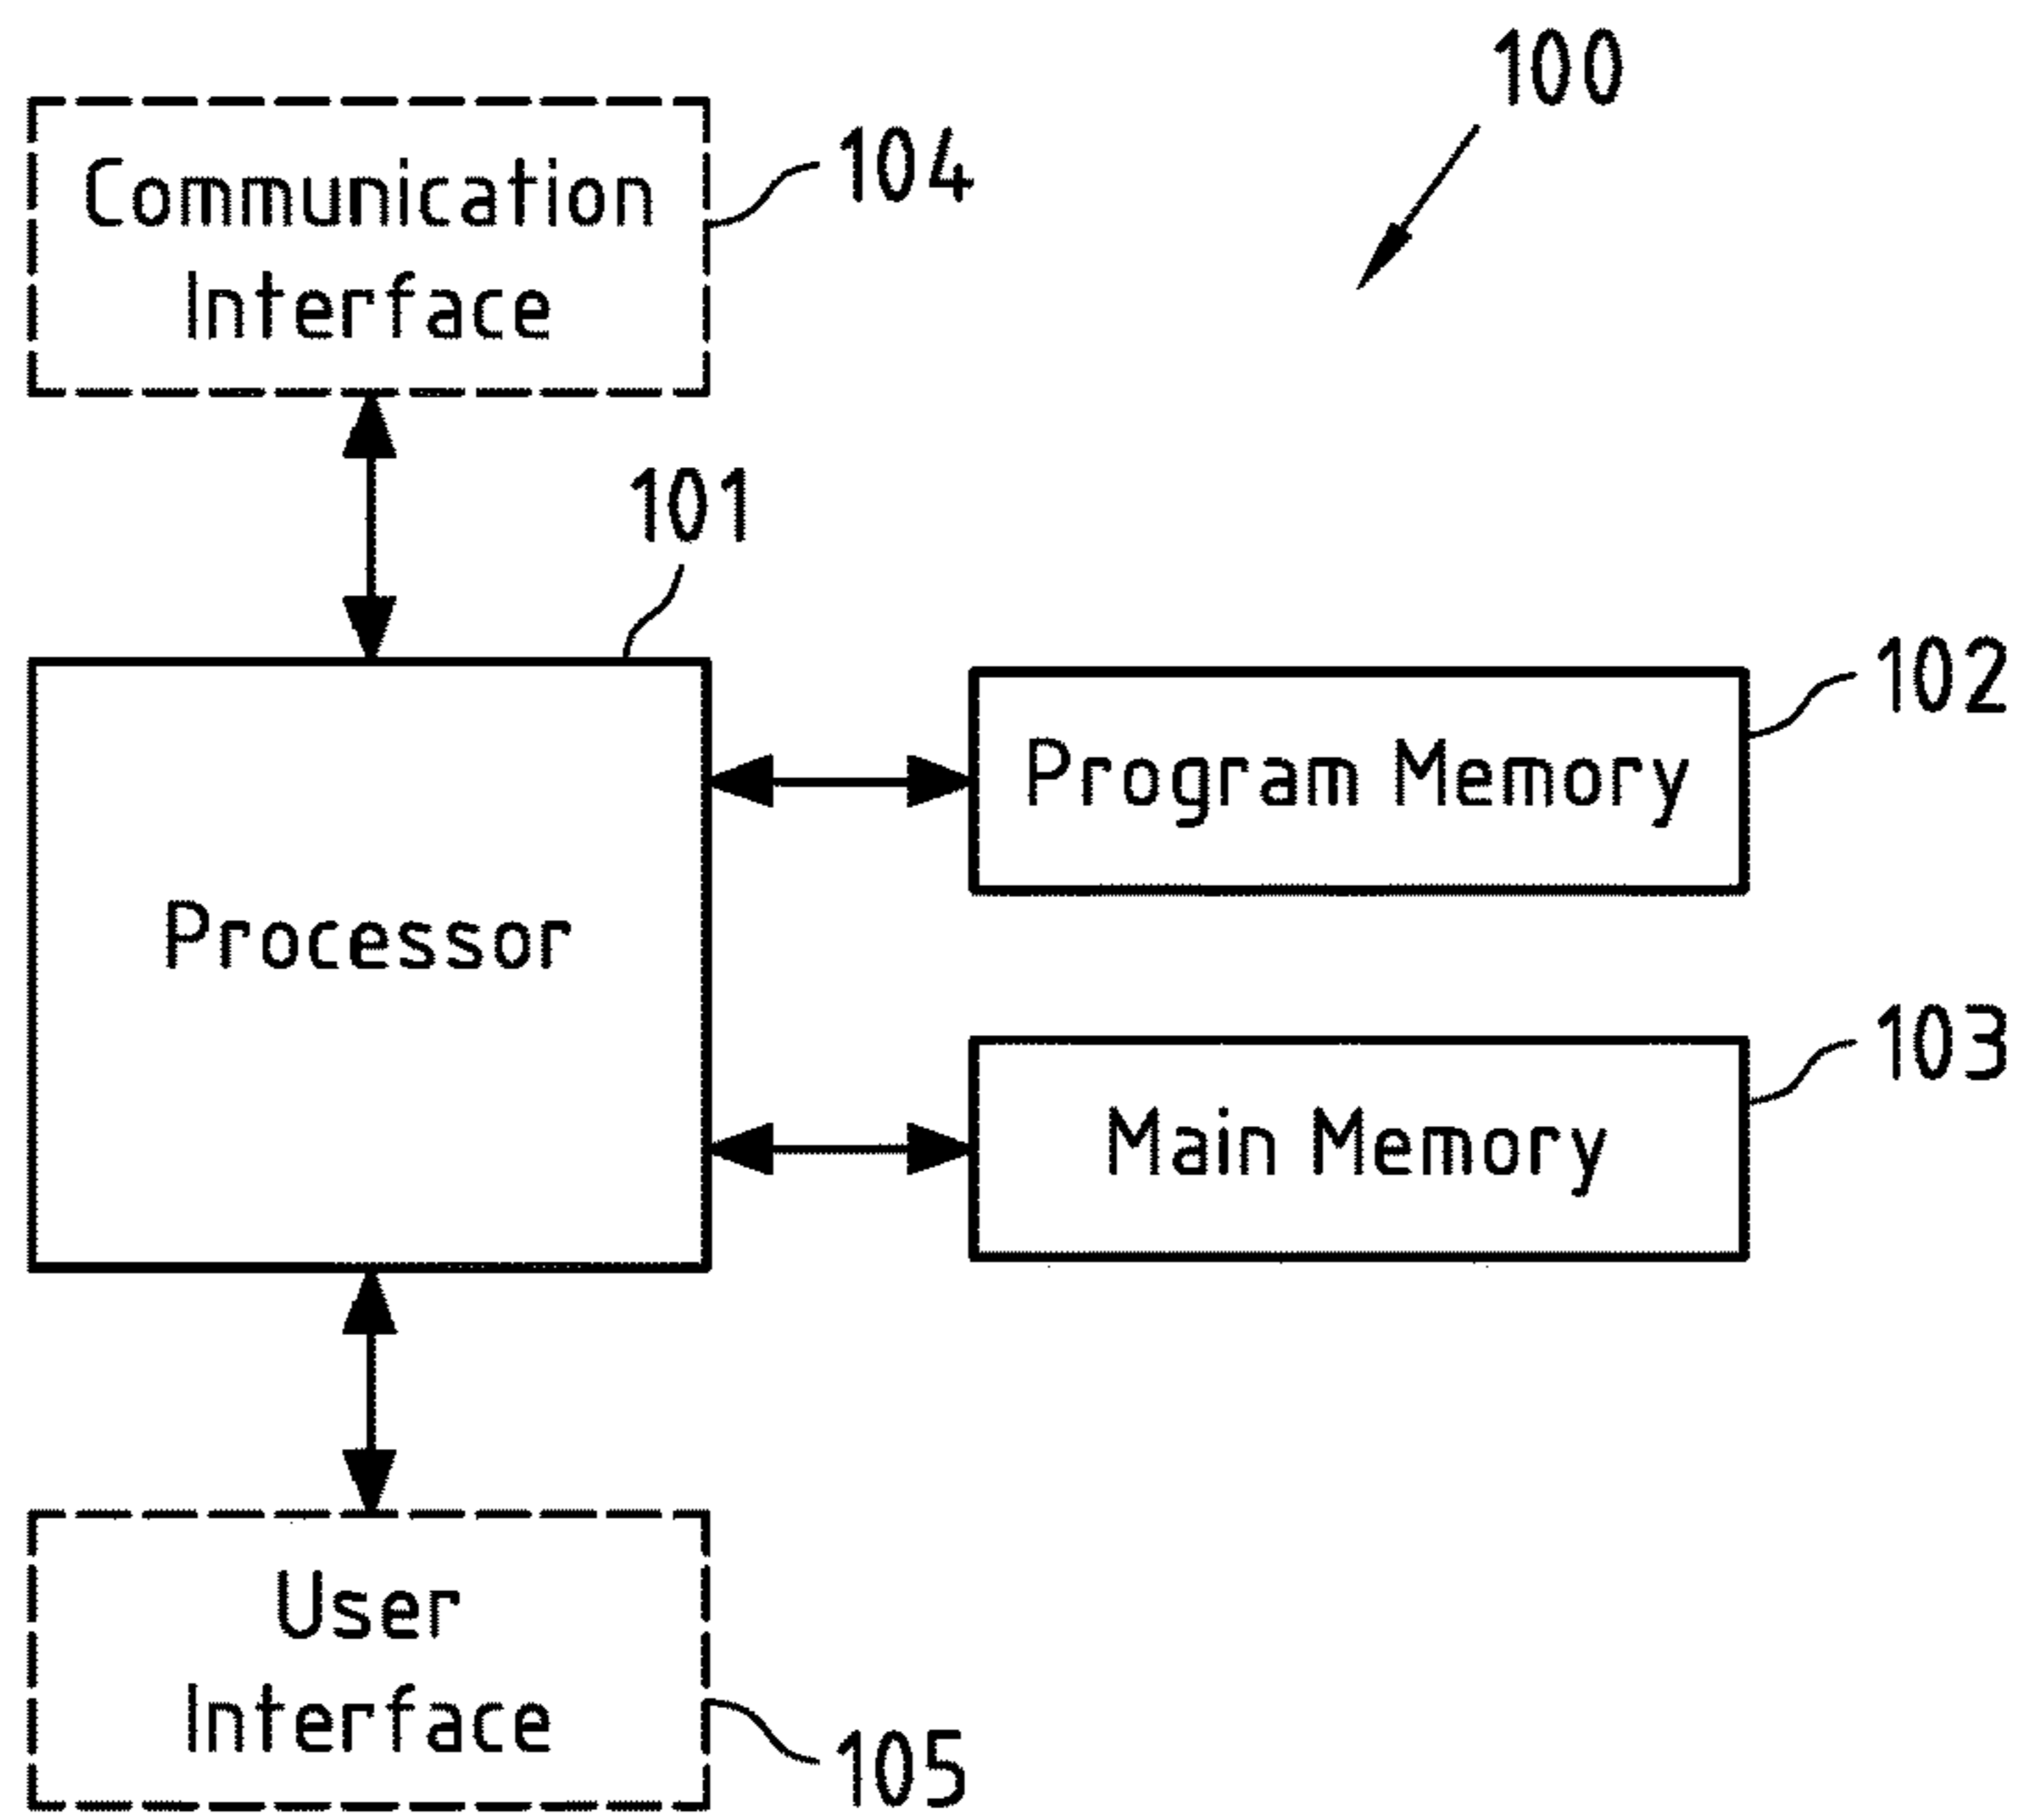 100
Communication
Interface
104
101
Processor
Program Memory
102
Main Memory
103
User
Interface
105